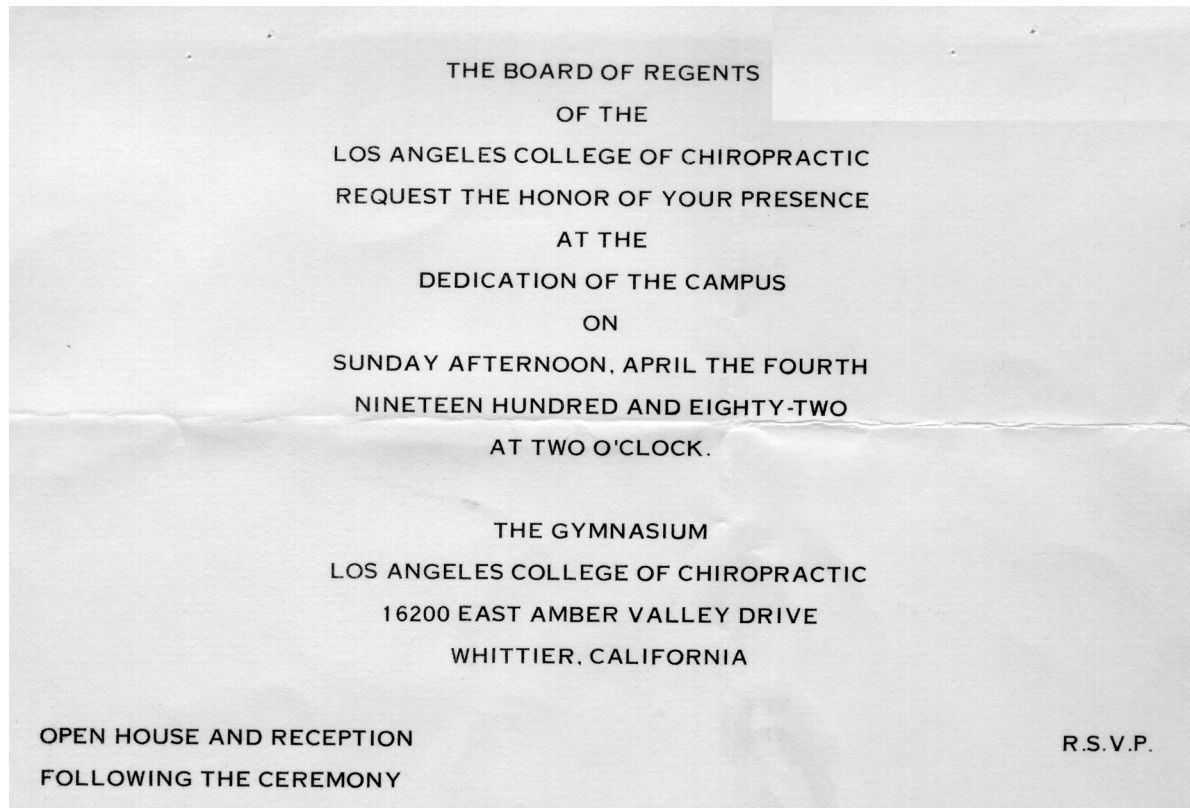 THE BOARD OF REGENTS
OF THE
LOS ANGELES COLLEGE OF CHIROPRACTIC
REQUEST THE HONOR OF YOUR PRESENCE
AT THE
DEDICATION OF THE CAMPUS
ON
SUNDAY AFTERNOON, APRIL THE FOURTH
NINETEEN HUNDRED AND EIGHTY-TWO
AT TWO O'CLOCK.
THE GYMNASIUM
LOS ANGELES COLLEGE OF CHIROPRACTIC
16200 EAST AMBER VALLEY DRIVE
WHITTIER, CALIFORNIA
OPEN HOUSE AND RECEPTION
FOLLOWING THE CEREMONY
R.S.V.P.